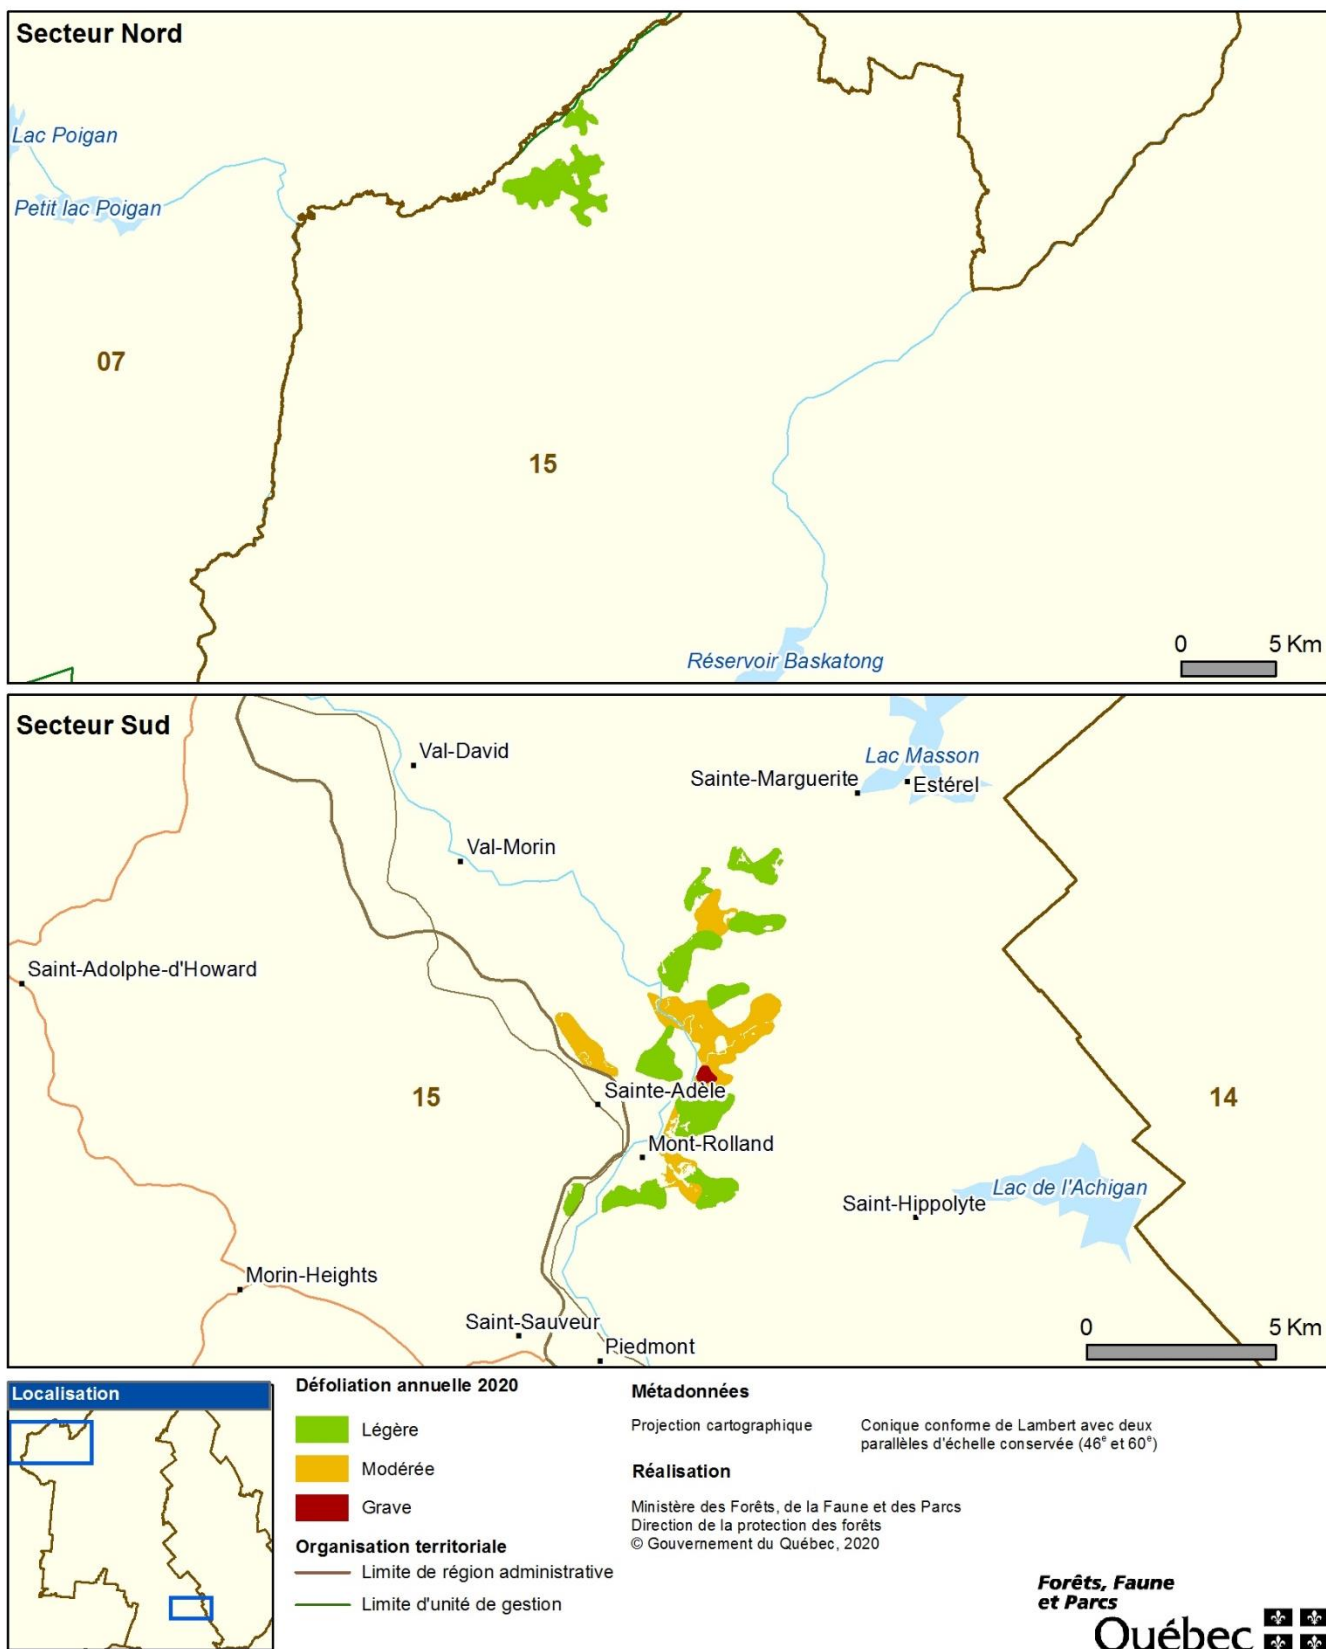 Secteur Nord
Lac Poigan
Petit lac Poigan
07
15
Réservoir Baskatong
0 5 Km
Secteur Sud
Val-David
Lac Masson
Sainte-Marguerite
Estérel
Val-Morin
Saint-Adolphe-d'Howard
15
Sainte-Adèle
14
Mont-Rolland
Lac de l'Achigan
Saint-Hippolyte
Morin-Heights
Saint-Sauveur
Piedmont
0 5 Km
Localisation
Défoliation annuelle 2020
Légère
Modérée
Grave
Organisation territoriale
Limite de région administrative
Limite d'unité de gestion
Métadonnées
Projection cartographique Conique conforme de Lambert avec deux
parallèles d'échelle conservée (46e et 60e)
Réalisation
Ministère des Forêts, de la Faune et des Parcs
Direction de la protection des forêts
© Gouvernement du Québec, 2020
Forêts, Faune
et Parcs
Québec